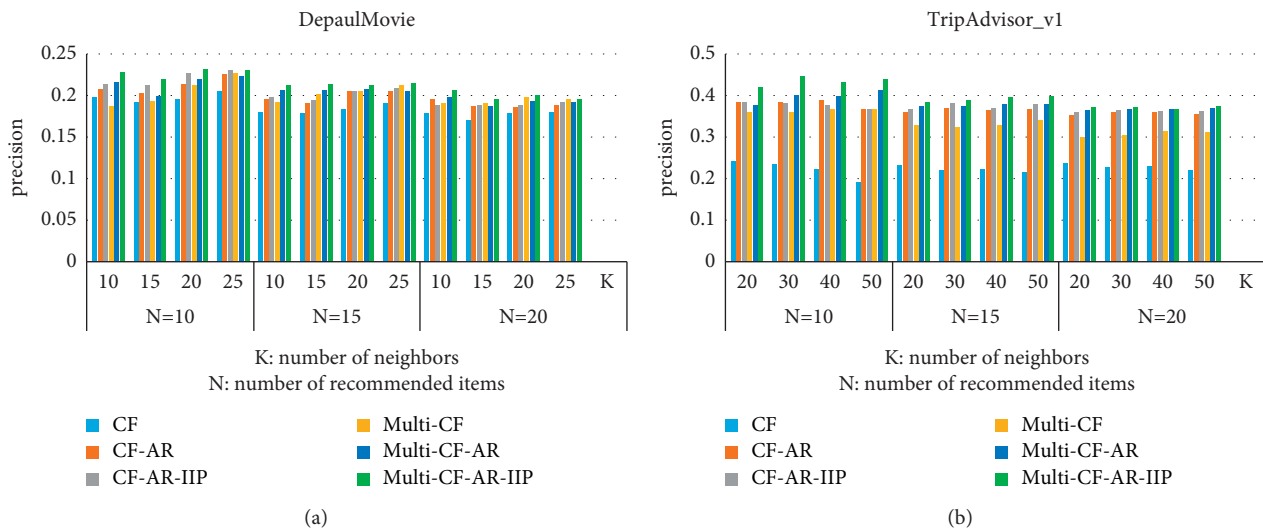 DepaulMovie
precision
0.25
0.2
0.15
0.1
0.05
0
10 15 20 25 10 15 20 25 10 15 20 25 K
N=10 N=15 N=20
K: number of neighbors
N: number of recommended items
CF Multi-CF
CF-AR Multi-CF-AR
CF-AR-IIP Multi-CF-AR-IIP
(a)
TripAdvisor_v1
precision
0.5
0.4
0.3
0.2
0.1
0
20 30 40 50 20 30 40 50 20 30 40 50 K
N=10 N=15 N=20
K: number of neighbors
N: number of recommended items
CF Multi-CF
CF-AR Multi-CF-AR
CF-AR-IIP Multi-CF-AR-IIP
(b)